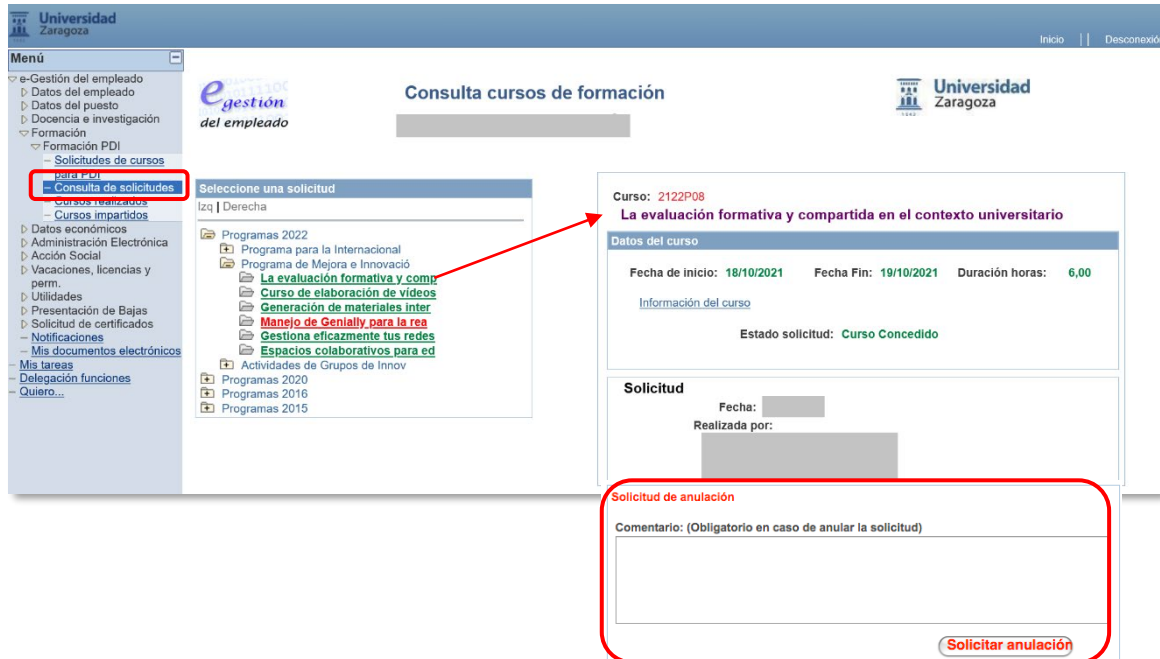 Universidad
Zaragoza
Inicio || Desconexió
Menú
e-Gestión del empleado
Datos del empleado
Datos del puesto
Docencia e investigación
Formación
Formación PDI
Solicitudes de cursos
para PDI
Consulta de solicitudes
Cursos realizados
Cursos impartidos
Datos económicos
Administración Electrónica
Acción Social
Vacaciones, licencias y
perm.
Utilidades
Presentación de Bajas
Solicitud de certificados
Notificaciones
Mis documentos electrónicos
Mis tareas
Delegación funciones
Quiero...
e gestión
del empleado
Consulta cursos de formación
Universidad
Zaragoza
1542
Seleccione una solicitud
Izq | Derecha
Programas 2022
Programa para la Internacional
Programa de Mejora e Innovació
La evaluación formativa y comp
Curso de elaboración de vídeos
Generación de materiales inter
Manejo de Genially para la rea
Gestiona eficazmente tus redes
Espacios colaborativos para ed
Actividades de Grupos de Innov
Programas 2020
Programas 2016
Programas 2015
Curso: 2122P08
La evaluación formativa y compartida en el contexto universitario
Datos del curso
Fecha de inicio: 18/10/2021 Fecha Fin: 19/10/2021 Duración horas: 6,00
Información del curso
Estado solicitud: Curso Concedido
Solicitud
Fecha:
Realizada por:
Solicitud de anulación
Comentario: (Obligatorio en caso de anular la solicitud)
Solicitar anulación